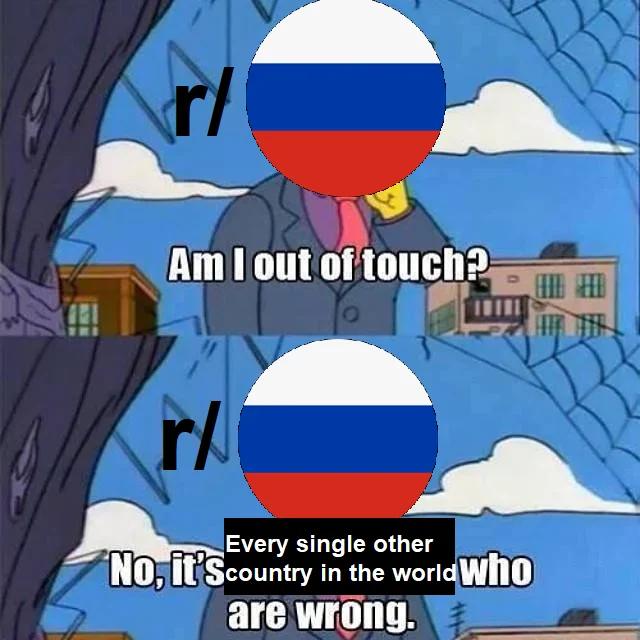 r/
Am I out of touch?
r/
No, it's Every single other country in the world who
are wrong.